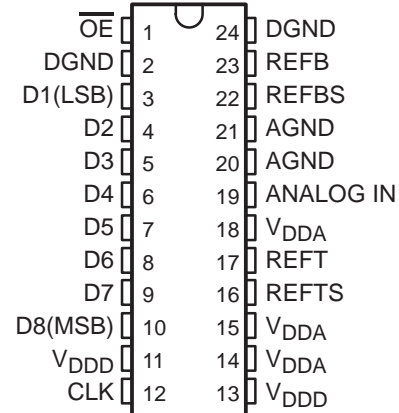 OE 1 24 DGND
DGND 2 23 REFB
D1(LSB) 3 22 REFBS
D2 4 21 AGND
D3 5 20 AGND
D4 6 19 ANALOG IN
D5 7 18 VDDA
D6 8 17 REFT
D7 9 16 REFTS
D8(MSB) 10 15 VDDA
VDDD 11 14 VDDA
CLK 12 13 VDDD